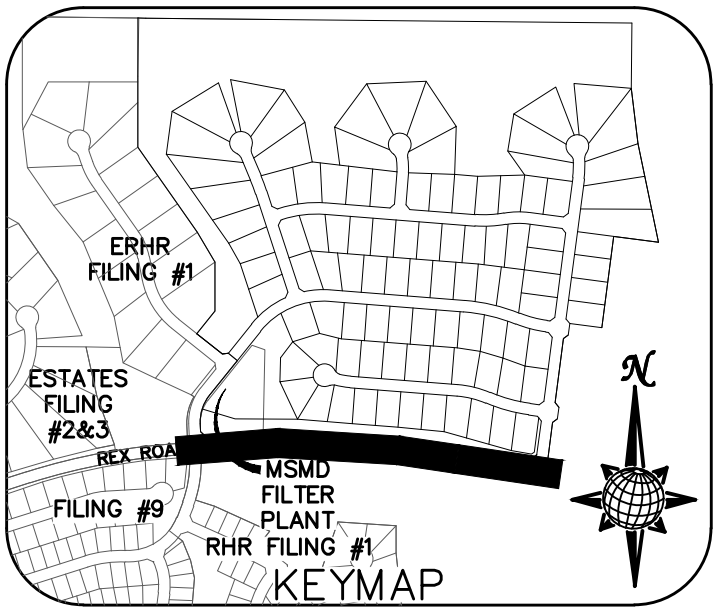 ERHR
FILING #1
N
ESTATES
FILING
#2&3
REX ROA
MSMD
FILTER
PLANT
FILING #9
RHR FILING #1
KEYMAP